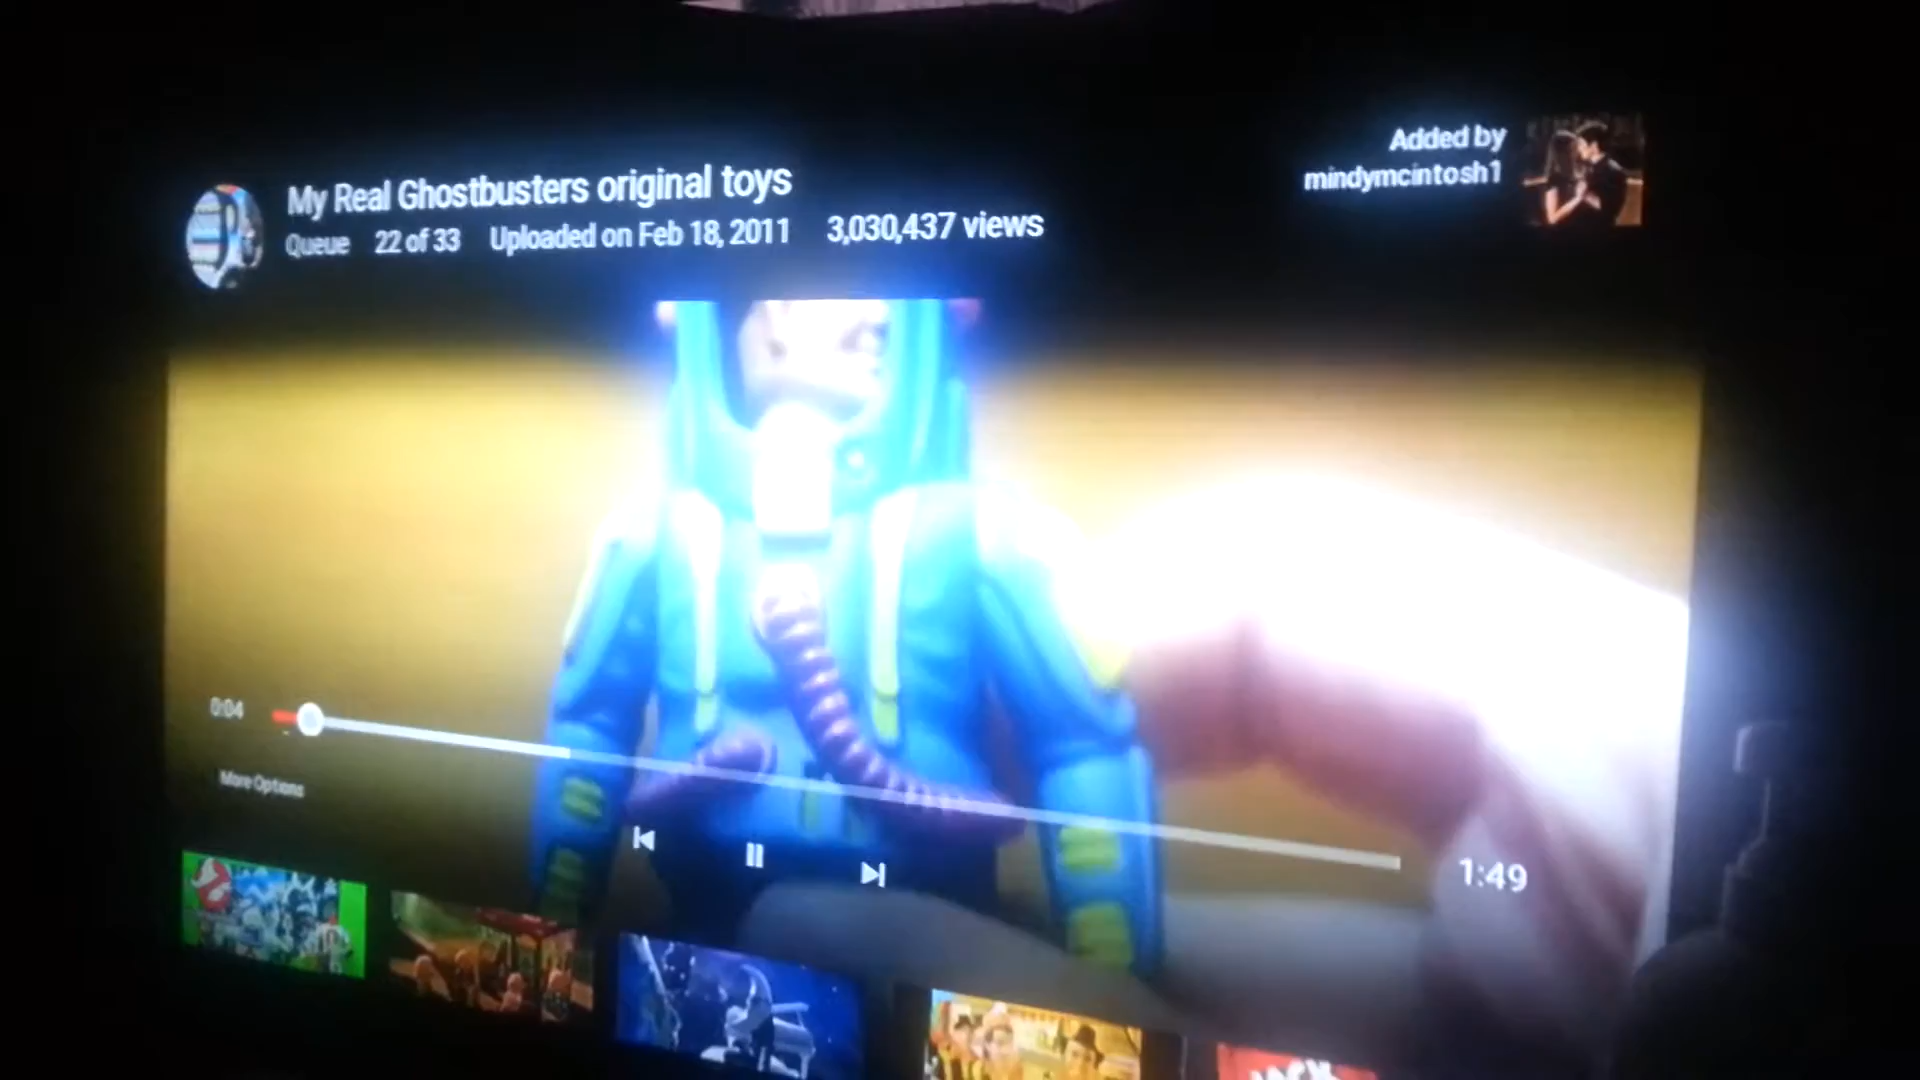 My Real Ghostbusters original toys
Queue 22 of 33 Uploaded on Feb 18, 2011 3,030,437 views
Added by
mindymcintosh1
0:04
1:49
More Options
JACK